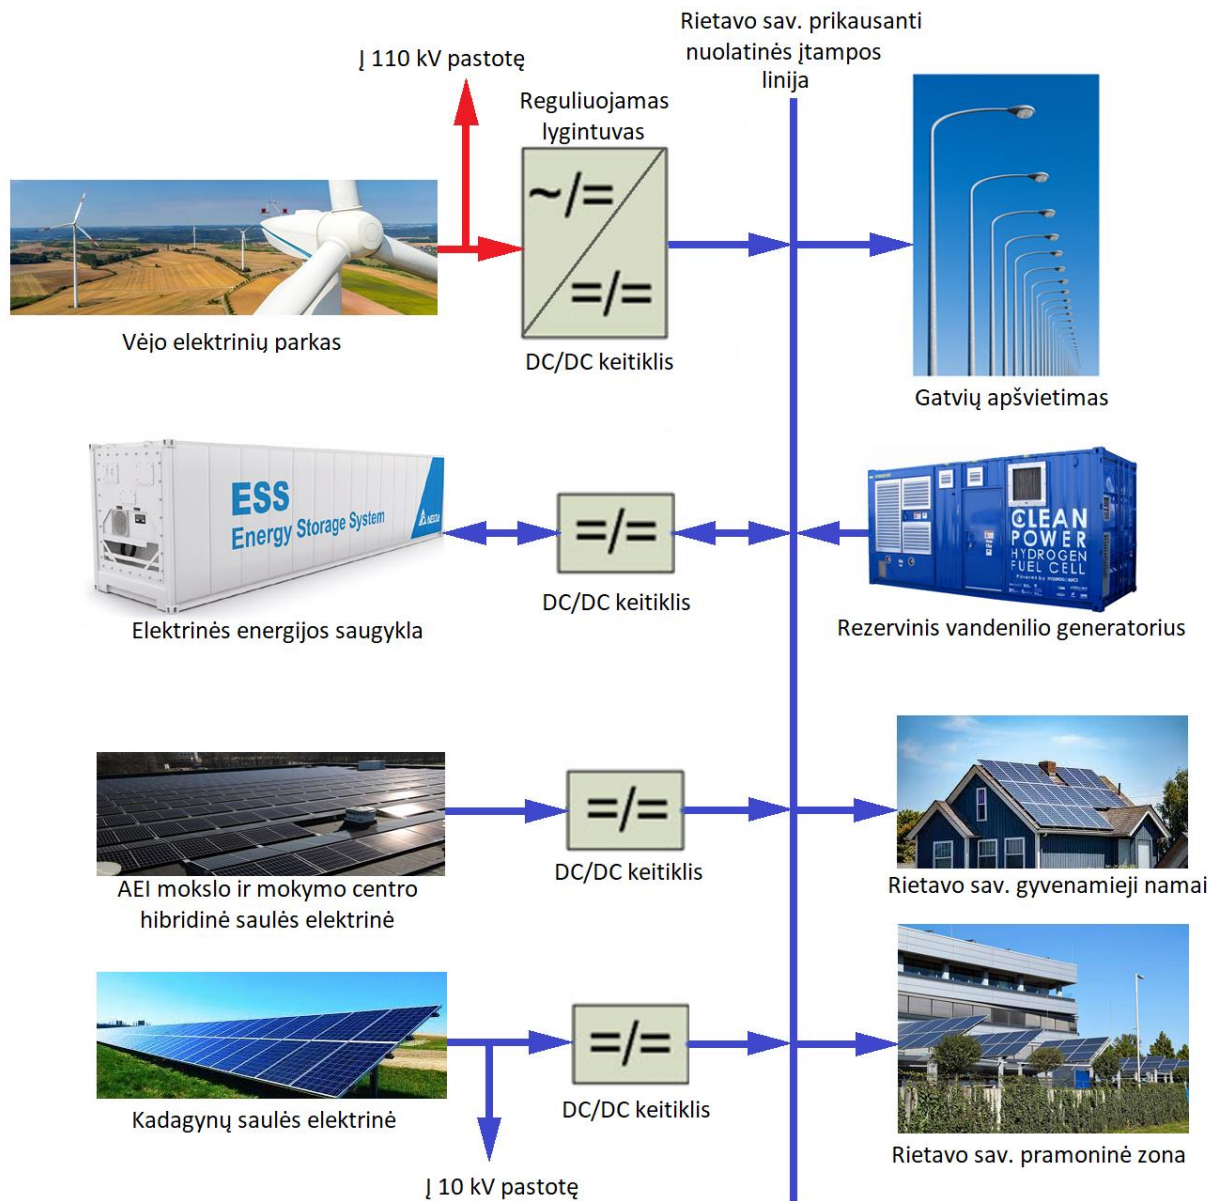 Rietavo sav. prikausanti
nuolatinės įtampos
linija
Į 110 kV pastotę
Reguliuojamas
lygintuvas
~/=
=/=
DC/DC keitiklis
Vėjo elektrinių parkas
Gatvių apšvietimas
ESS
Energy Storage System
DELTA
=/=
DC/DC keitiklis
Elektrinės energijos saugykla
CLEAN
POWER
HYDROGEN
FUEL CELL
Rezervinis vandenilio generatorius
=/=
DC/DC keitiklis
AEI mokslo ir mokymo centro
hibridinė saulės elektrinė
Rietavo sav. gyvenamieji namai
=/=
DC/DC keitiklis
Kadagynų saulės elektrinė
Į 10 kV pastotę
Rietavo sav. pramoninė zona